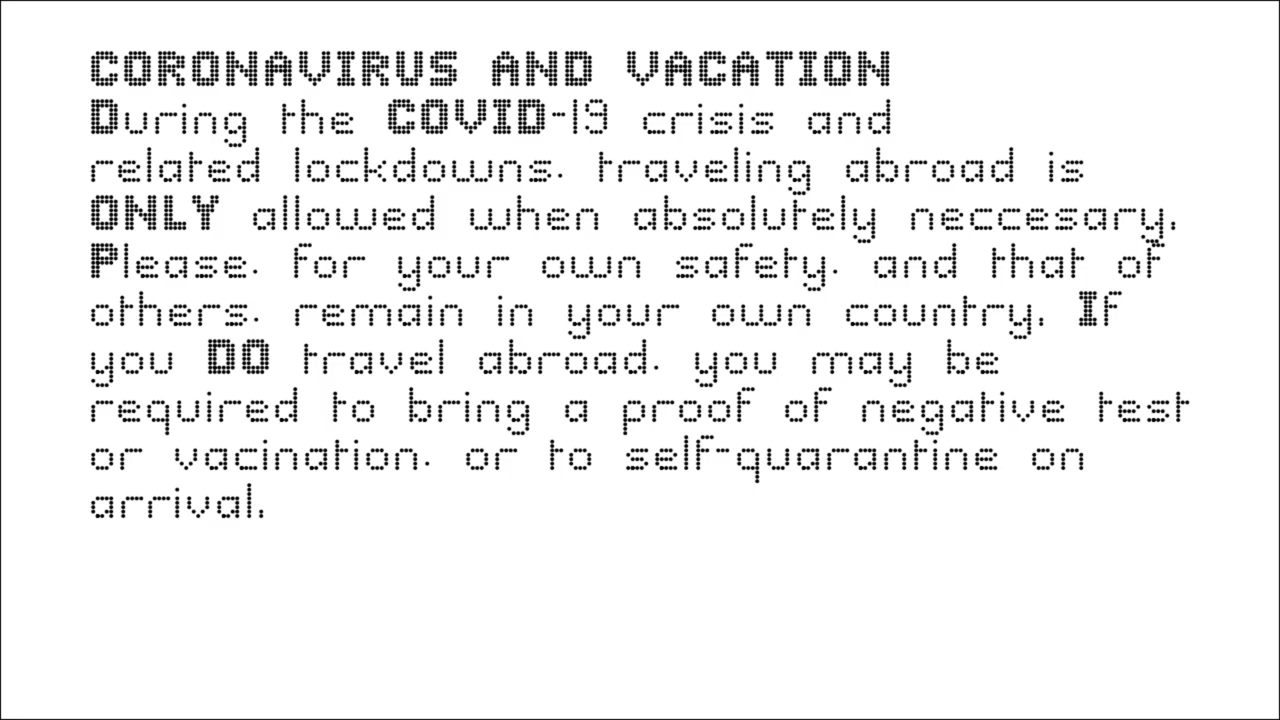 CORONAVIRUS AND VACATION
During the COVID-19 crisis and
related lockdowns, traveling abroad is
ONLY allowed when absolutely neccesary.
Please, for your own safety, and that of
others, remain in your own country. If
you DO travel abroad, you may be
required to bring a proof of negative test
or vacination, or to self-quarantine on
arrival.